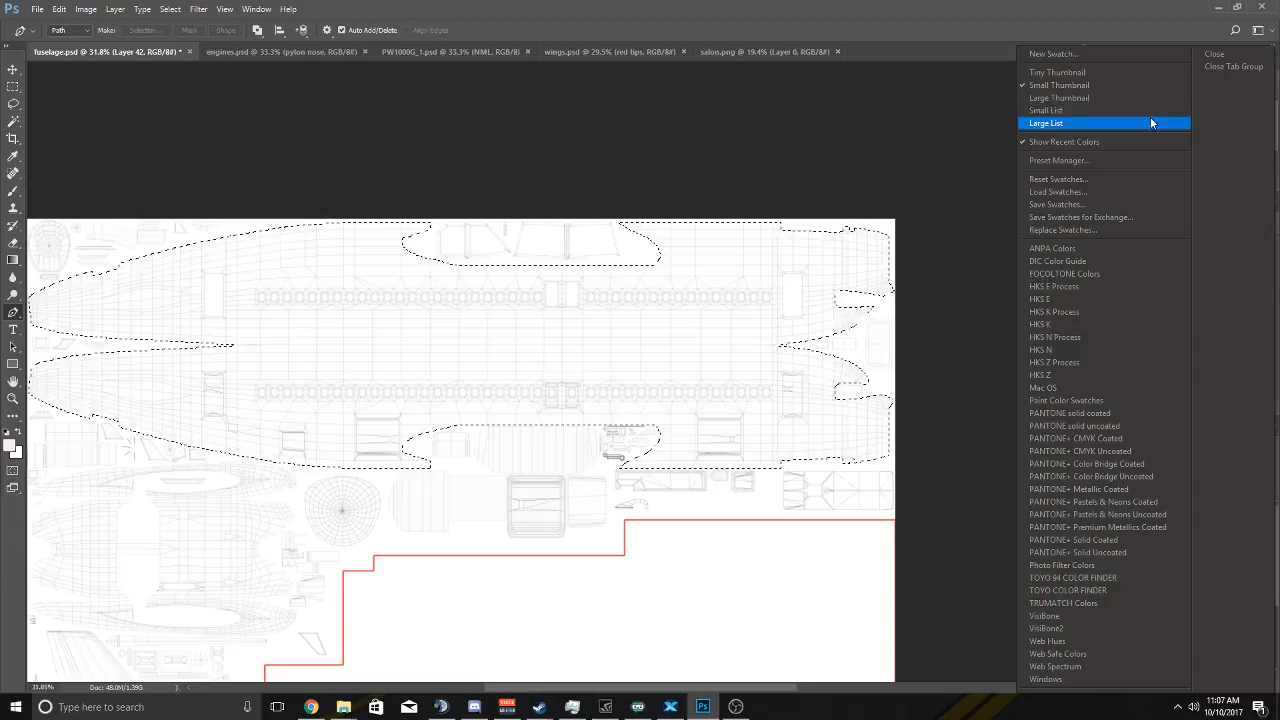 Ps File Edit Image Layer Type Select Filter 3D View Window Help
Path Make: Selection... Mask Shape Auto Add/Delete Align Edges
fuselage.psd @ 31.8% (Layer 42, RGB/8#) * × engines.psd @ 33.3% (pylon nose, RGB/8#) × PW1000G_1.psd @ 33.3% (NML, RGB/8) × wings.psd @ 29.5% (red tips, RGB/8#) × salon.png @ 19.4% (Layer 0, RGB/8#) ×
New Swatch...
Tiny Thumbnail
Small Thumbnail
Large Thumbnail
Small List
Large List
Show Recent Colors
Preset Manager...
Reset Swatches...
Load Swatches...
Save Swatches...
Save Swatches for Exchange...
Replace Swatches...
ANPA Colors
DIC Color Guide
FOCOLTONE Colors
HKS E Process
HKS E
HKS K Process
HKS K
HKS N Process
HKS N
HKS Z Process
HKS Z
Mac OS
Paint Color Swatches
PANTONE solid coated
PANTONE solid uncoated
PANTONE+ CMYK Coated
PANTONE+ CMYK Uncoated
PANTONE+ Color Bridge Coated
PANTONE+ Color Bridge Uncoated
PANTONE+ Metallic Coated
PANTONE+ Pastels & Neons Coated
PANTONE+ Pastels & Neons Uncoated
PANTONE+ Premium Metallics Coated
PANTONE+ Solid Coated
PANTONE+ Solid Uncoated
Photo Filter Colors
TOYO 94 COLOR FINDER
TOYO COLOR FINDER
TRUMATCH Colors
VisiBone
VisiBone2
Web Hues
Web Safe Colors
Web Spectrum
Windows
Close
Close Tab Group
31.85% Doc: 48.0M/1.39G
Type here to search
Ps
11:07 AM
10/10/2017